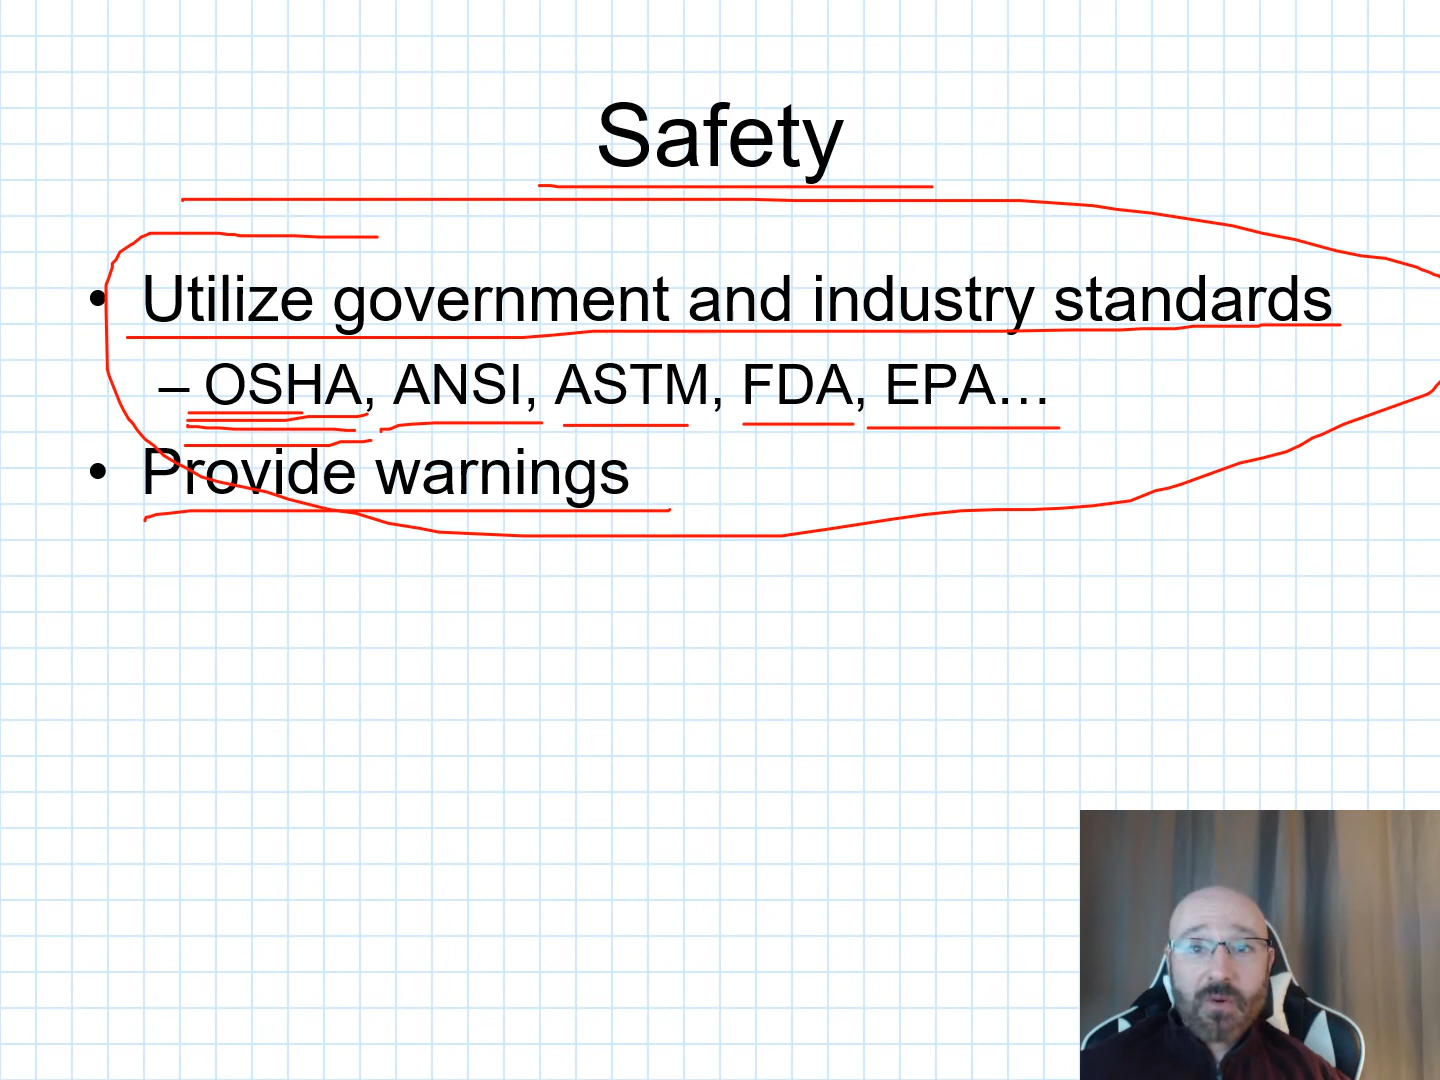 Safety
• Utilize government and industry standards
– OSHA, ANSI, ASTM, FDA, EPA…
• Provide warnings